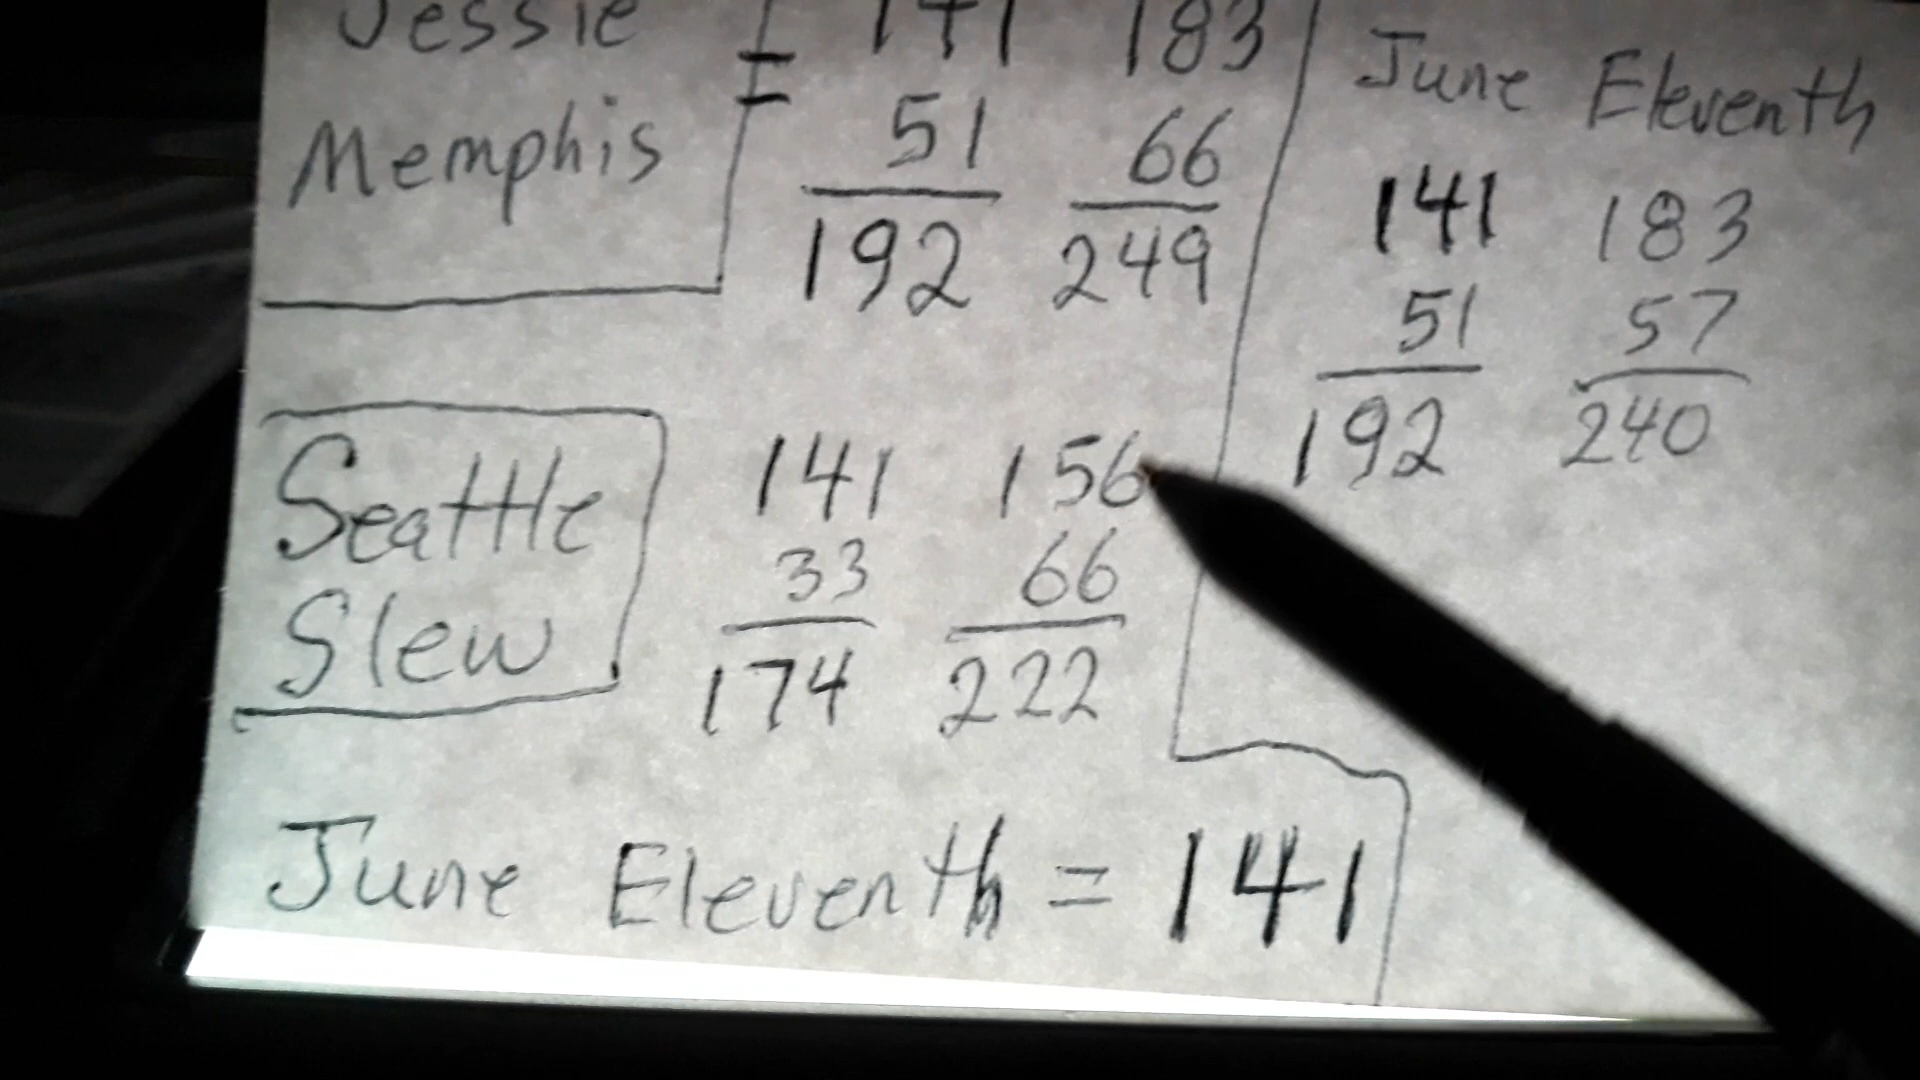 Jessie = 141 183
Memphis 51 66
192 249
Seattle 141 156
Slew 33 66
174 222
June Eleventh = 141
June Eleventh
141 183
51 57
192 240